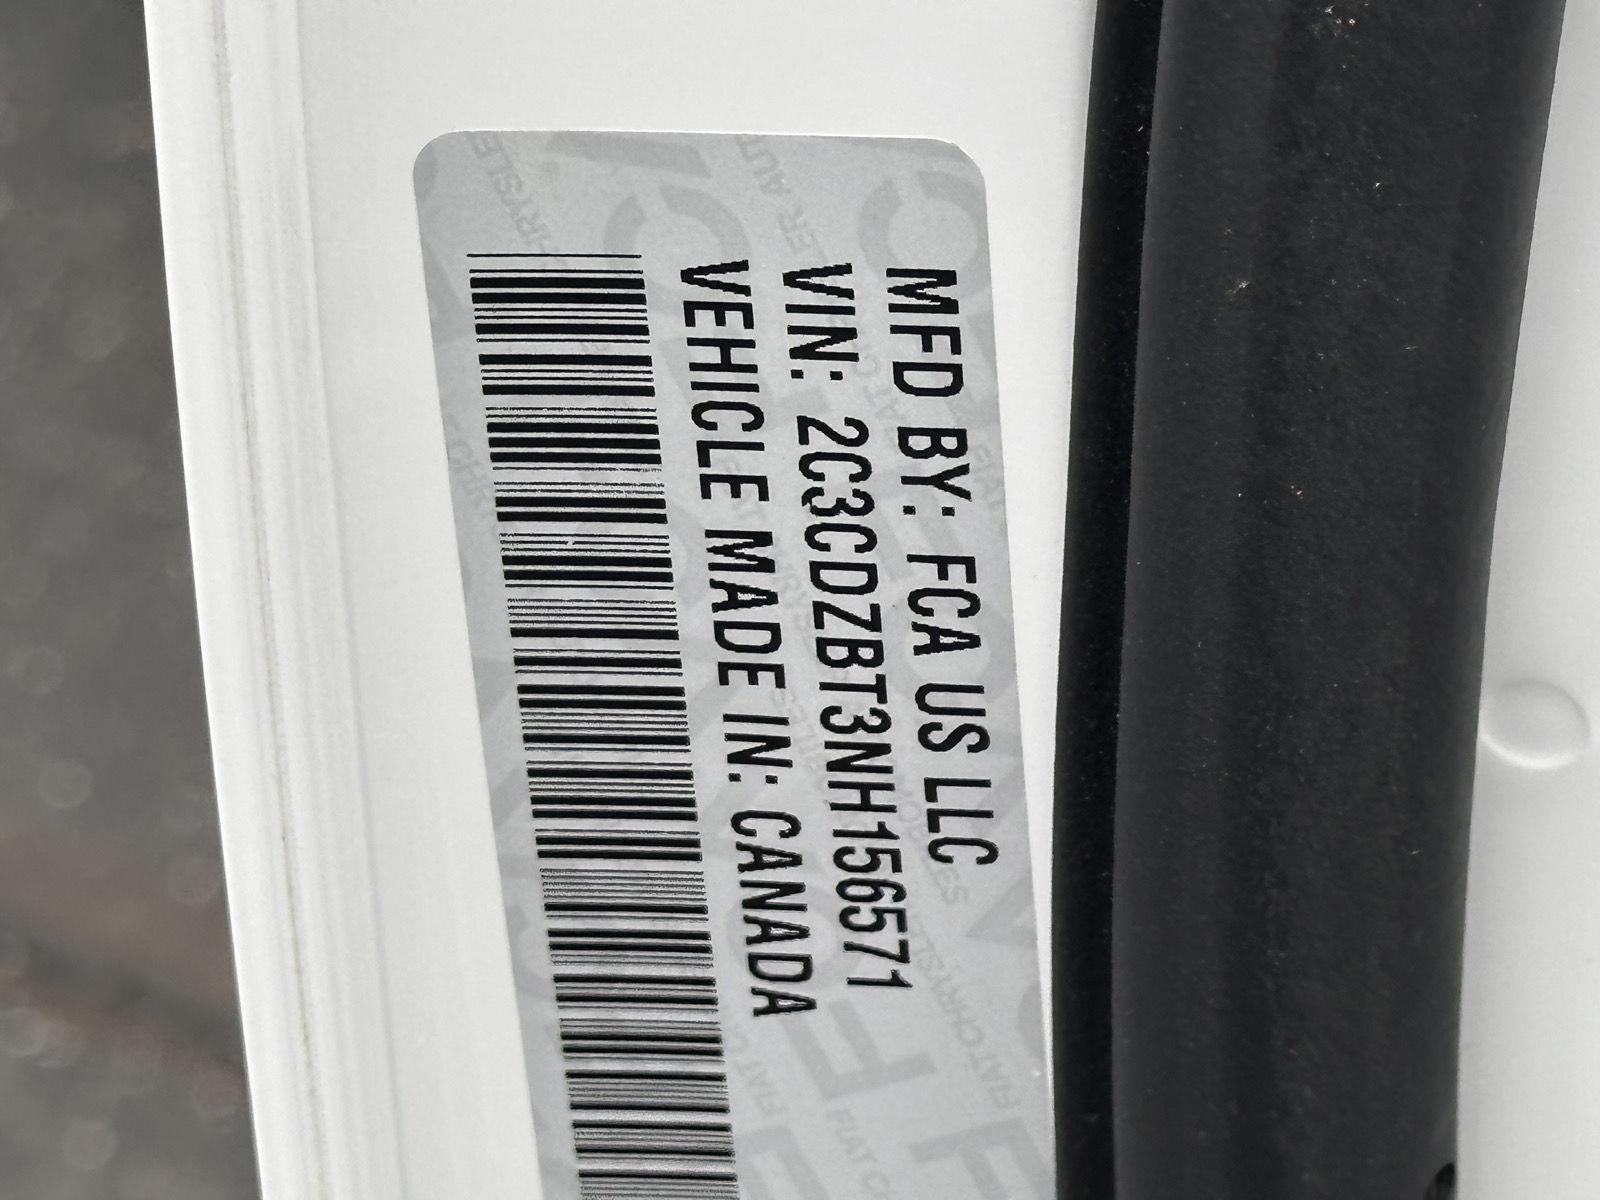 MFD BY: FCA US LLC
VIN: 2C3CDZBT3NH156571
VEHICLE MADE IN: CANADA